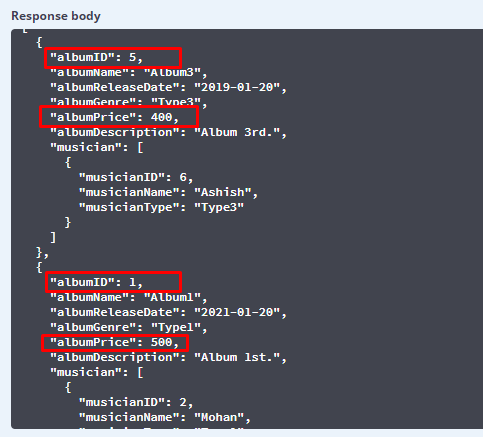 Response body
[
{
"albumID": 5,
"albumName": "Album3",
"albumReleaseDate": "2019-01-20",
"albumGenre": "Type3",
"albumPrice": 400,
"albumDescription": "Album 3rd.",
"musician": [
{
"musicianID": 6,
"musicianName": "Ashish",
"musicianType": "Type3"
}
]
},
{
"albumID": 1,
"albumName": "Album1",
"albumReleaseDate": "2021-01-20",
"albumGenre": "Type1",
"albumPrice": 500,
"albumDescription": "Album 1st.",
"musician": [
{
"musicianID": 2,
"musicianName": "Mohan",